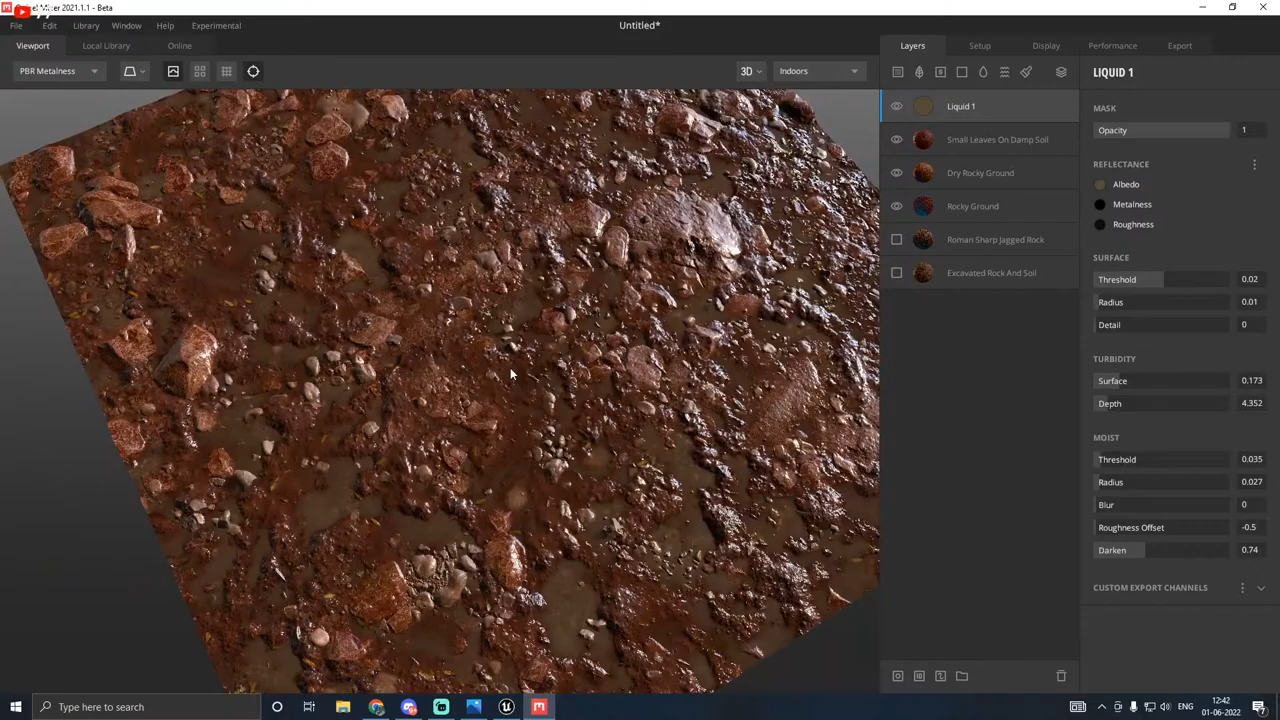 Mixer 2021.1.1 - Beta
File Edit Library Window Help Experimental
Untitled*
Viewport Local Library Online
Layers Setup Display Performance Export
PBR Metalness
3D
Indoors
LIQUID 1
Liquid 1
MASK
Opacity 1
Small Leaves On Damp Soil
REFLECTANCE
Dry Rocky Ground
Albedo
Rocky Ground
Metalness
Roughness
Roman Sharp Jagged Rock
SURFACE
Excavated Rock And Soil
Threshold 0.02
Radius 0.01
Detail 0
TURBIDITY
Surface 0.173
Depth 4.352
MOIST
Threshold 0.035
Radius 0.027
Blur 0
Roughness Offset -0.5
Darken 0.74
CUSTOM EXPORT CHANNELS
Type here to search
ENG
12:42
01-06-2022